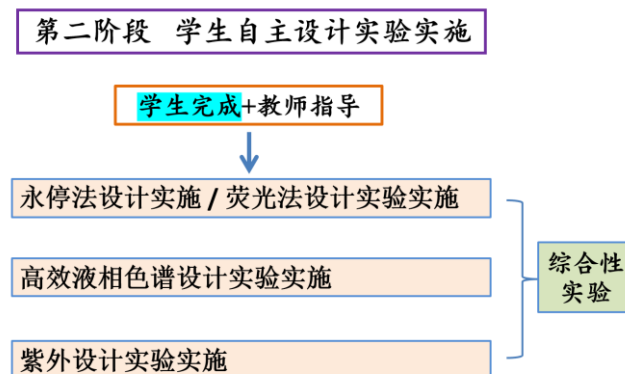 第二阶段 学生自主设计实验实施
学生完成+教师指导
永停法设计实施 / 荧光法设计实验实施
高效液相色谱设计实验实施
紫外设计实验实施
综合性
实验